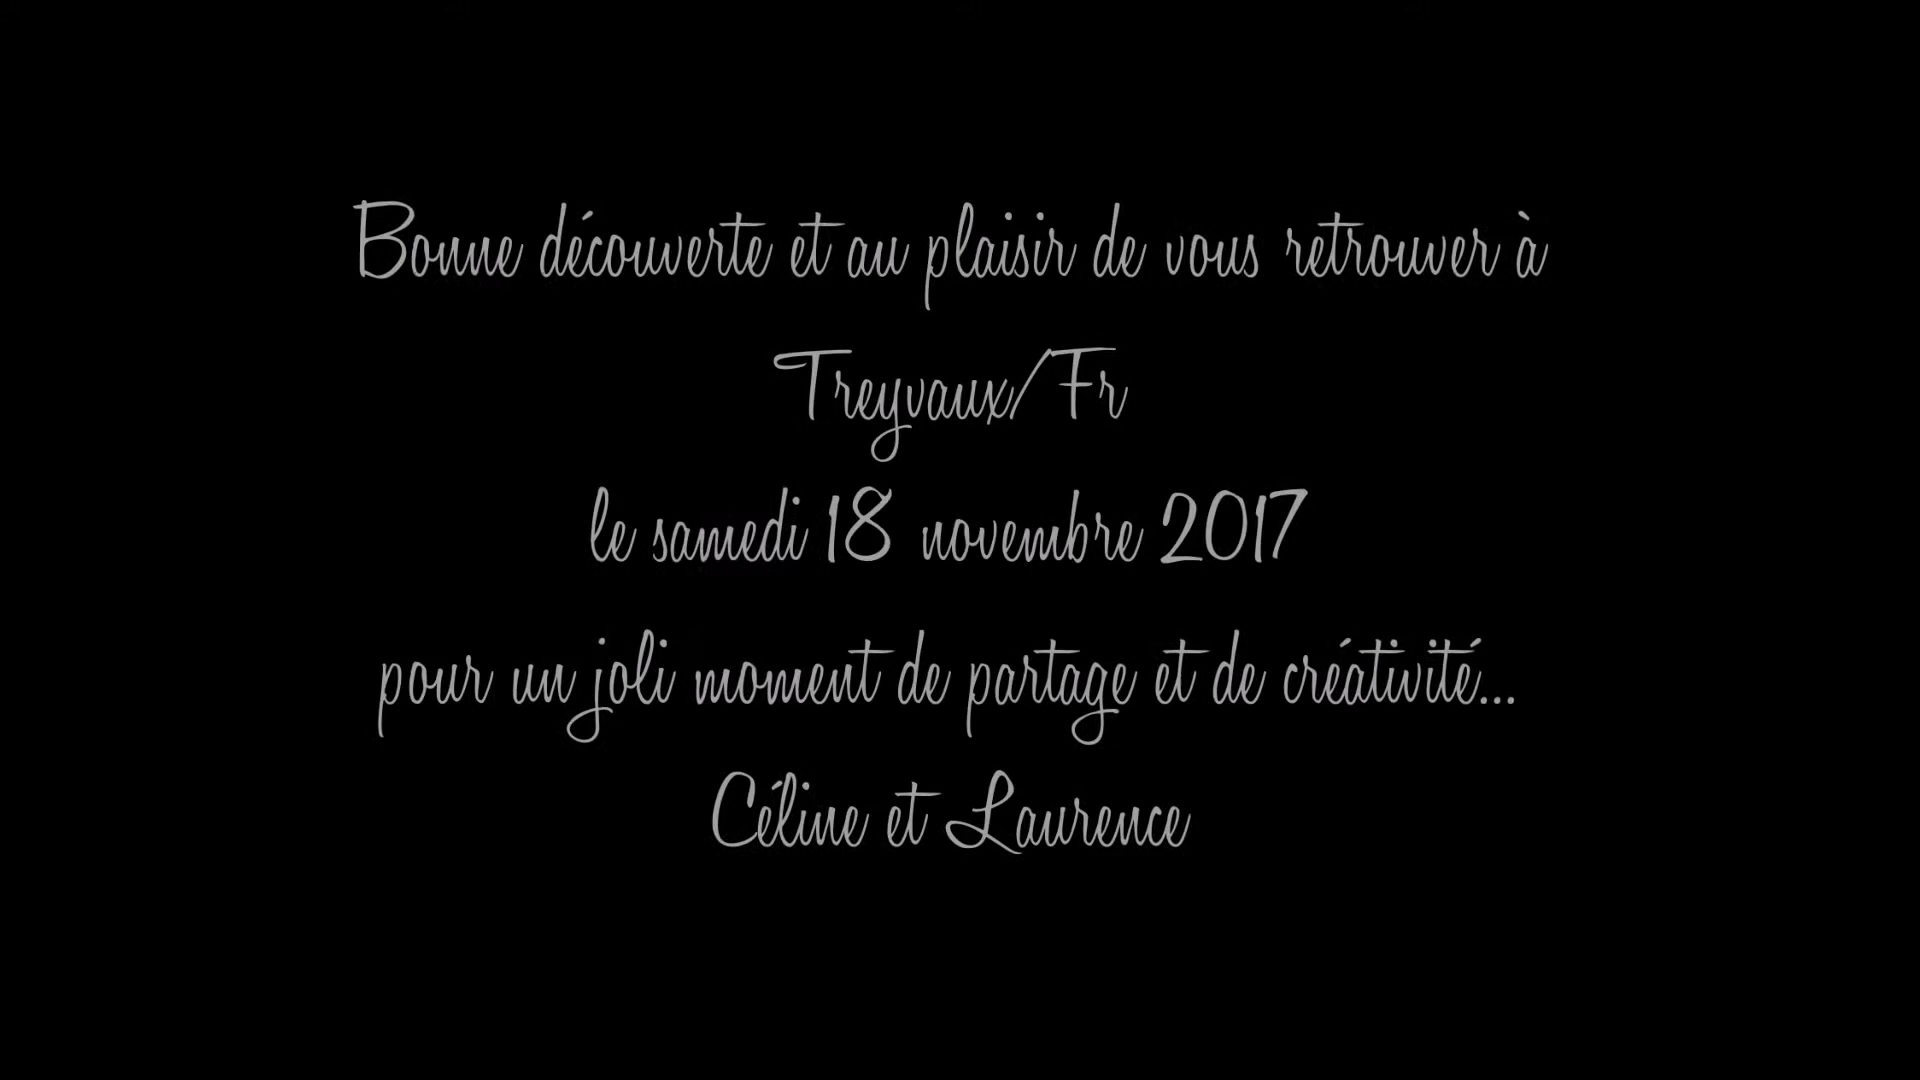 Bonne découverte et au plaisir de vous retrouver à
Treyvaux/Fr
le samedi 18 novembre 2017
pour un joli moment de partage et de créativité...
Céline et Laurence